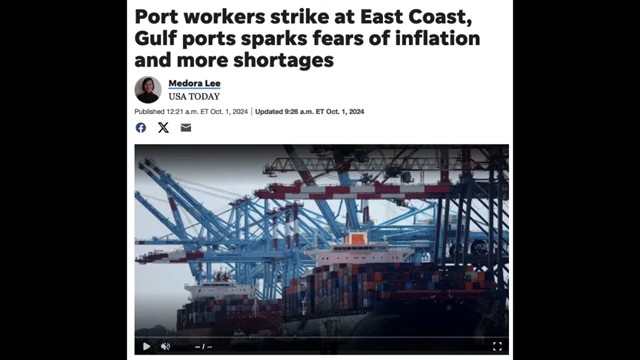 Port workers strike at East Coast,
Gulf ports sparks fears of inflation
and more shortages
Medora Lee
USA TODAY
Published 12:21 a.m. ET Oct. 1, 2024 | Updated 9:26 a.m. ET Oct. 1, 2024
-- / --